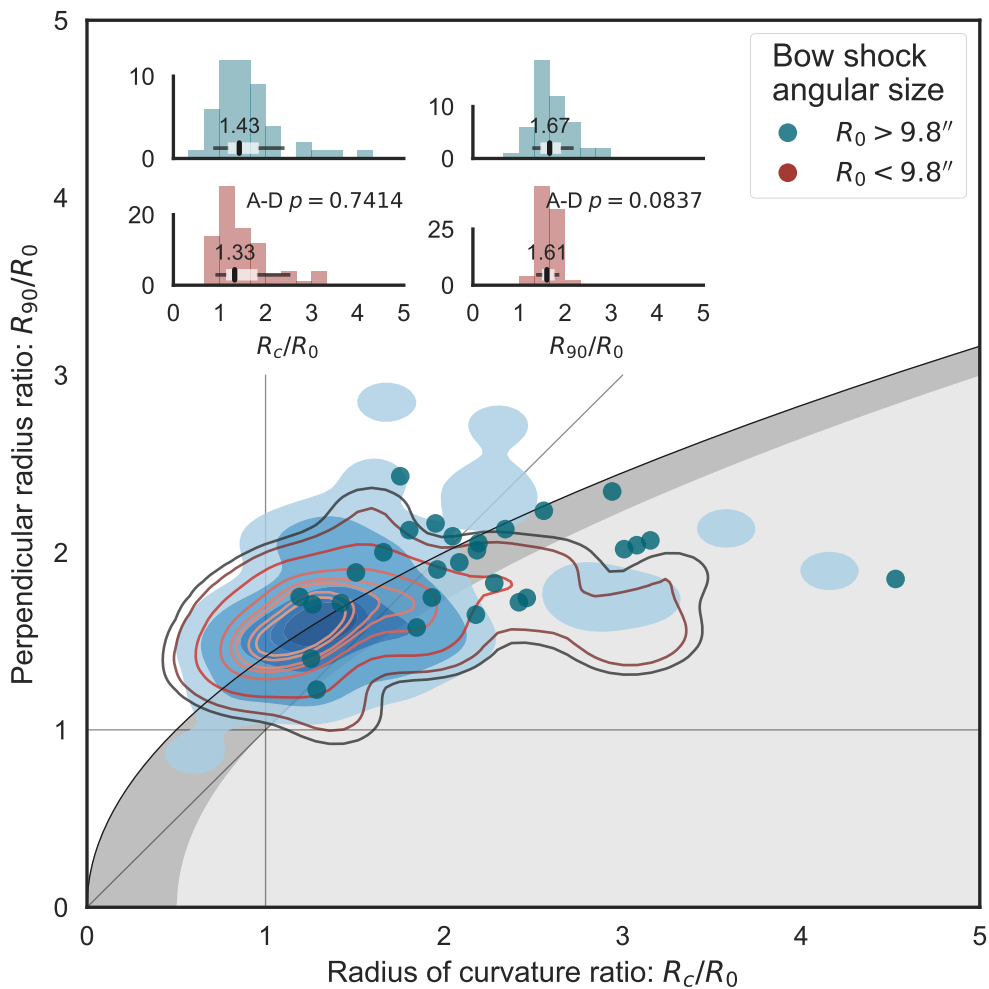 5
4
3
2
1
0
0 1 2 3 4 5
Perpendicular radius ratio: R90/R0
Radius of curvature ratio: Rc/R0
10
0
1.43
20
0
1.33
A-D p = 0.7414
0 1 2 3 4 5
Rc/R0
10
0
1.67
25
0
1.61
A-D p = 0.0837
0 1 2 3 4 5
R90/R0
Bow shock
angular size
R0 > 9.8″
R0 < 9.8″